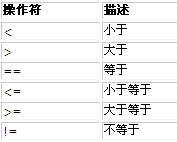 操作符 描述
< 小于
> 大于
== 等于
<= 小于等于
>= 大于等于
!= 不等于